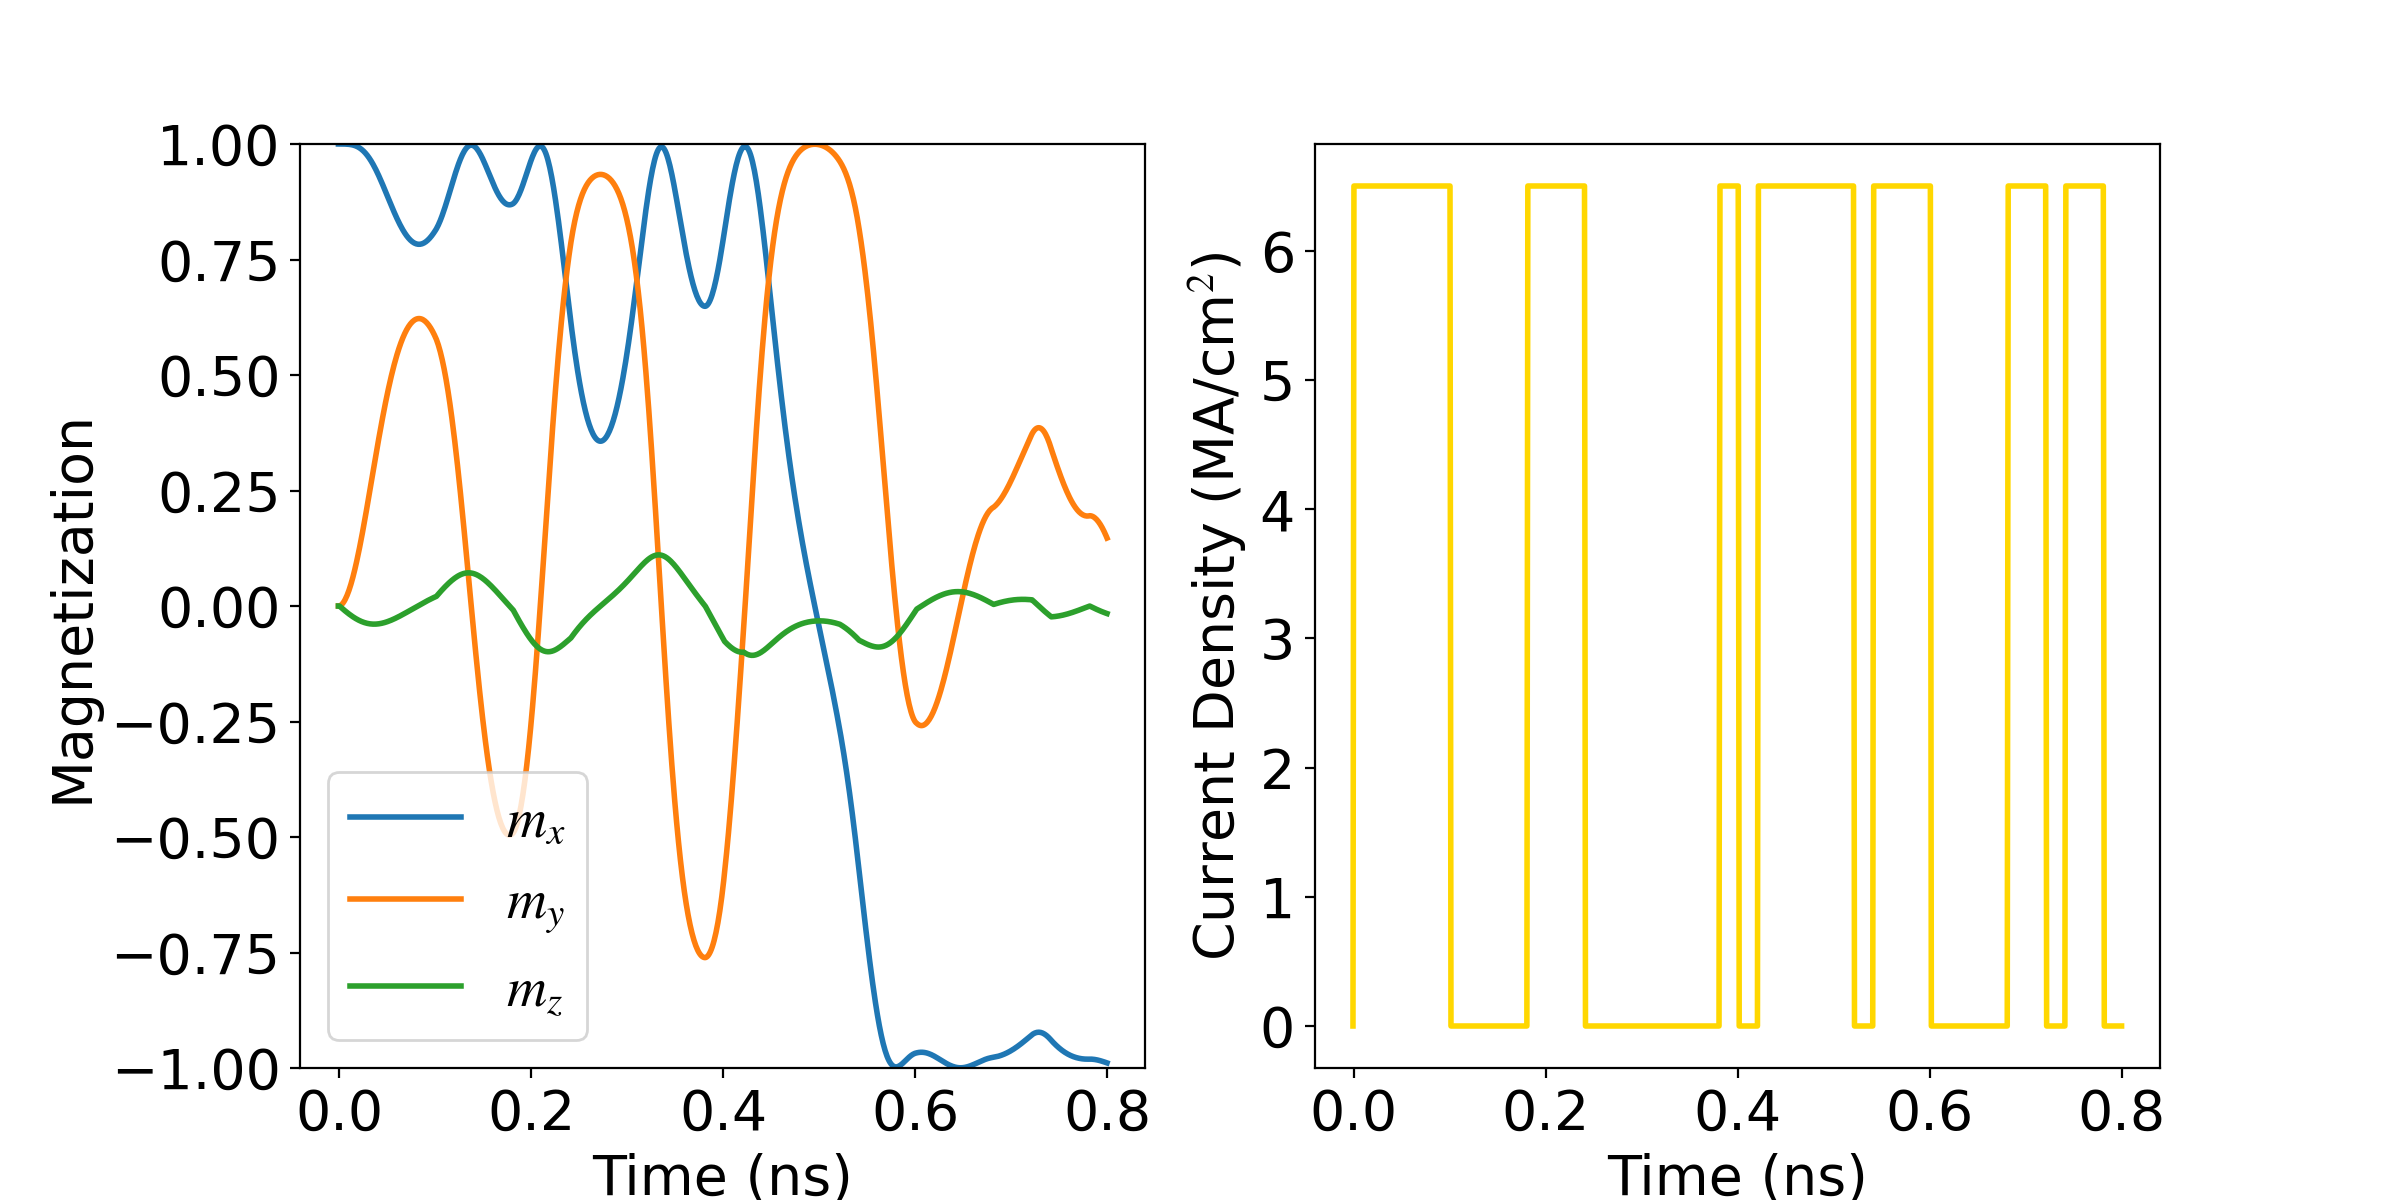 Magnetization
1.00
0.75
0.50
0.25
0.00
−0.25
−0.50
−0.75
−1.00
0.0 0.2 0.4 0.6 0.8
Time (ns)
m_x
m_y
m_z
Current Density (MA/cm²)
6
5
4
3
2
1
0
0.0 0.2 0.4 0.6 0.8
Time (ns)